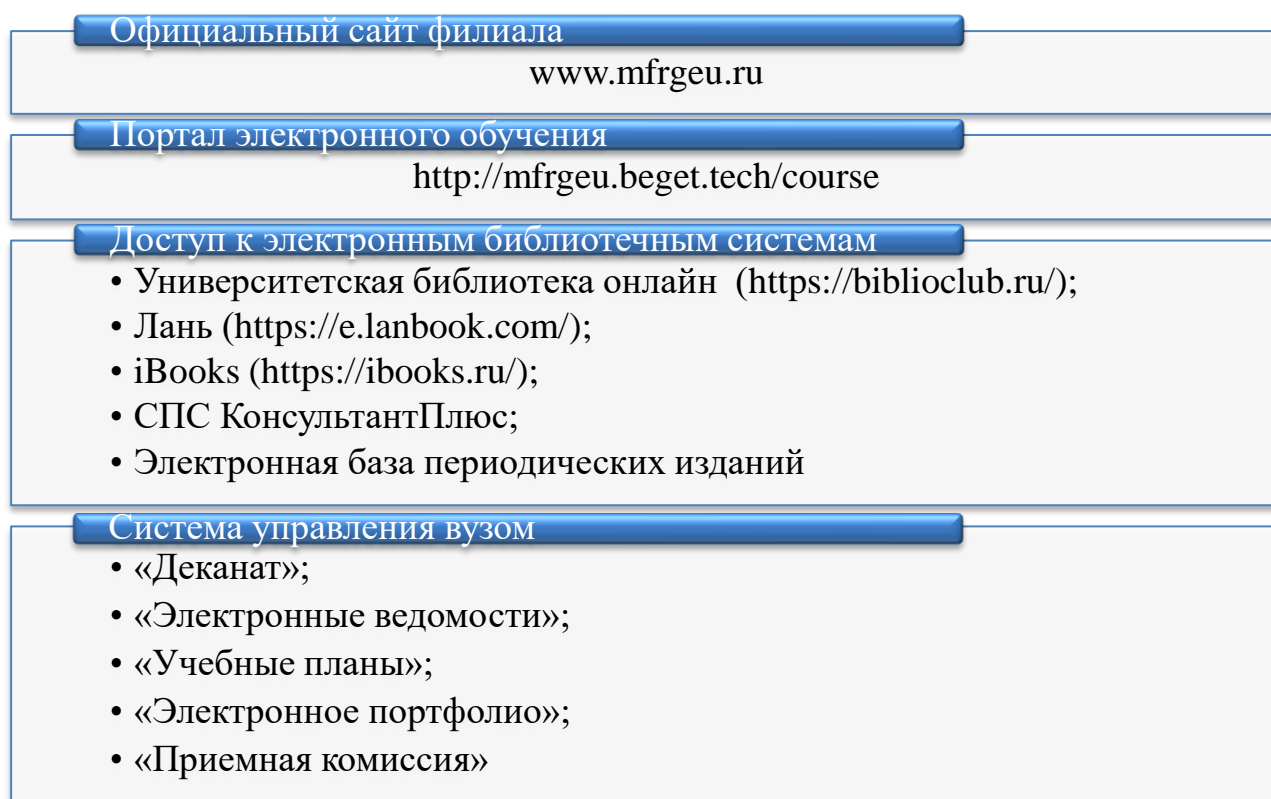 Официальный сайт филиала
www.mfrgeu.ru
Портал электронного обучения
http://mfrgeu.beget.tech/course
Доступ к электронным библиотечным системам
• Университетская библиотека онлайн (https://biblioclub.ru/);
• Лань (https://e.lanbook.com/);
• iBooks (https://ibooks.ru/);
• СПС КонсультантПлюс;
• Электронная база периодических изданий
Система управления вузом
• «Деканат»;
• «Электронные ведомости»;
• «Учебные планы»;
• «Электронное портфолио»;
• «Приемная комиссия»